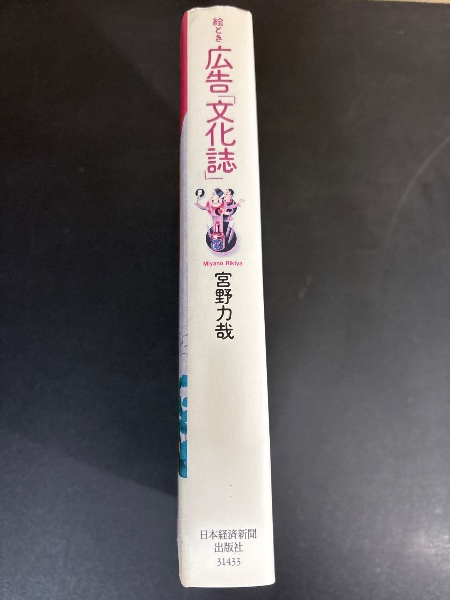 絵とき
広告「文化誌」
Miyano Rikiya
宮野力哉
日本経済新聞
出版社
31433